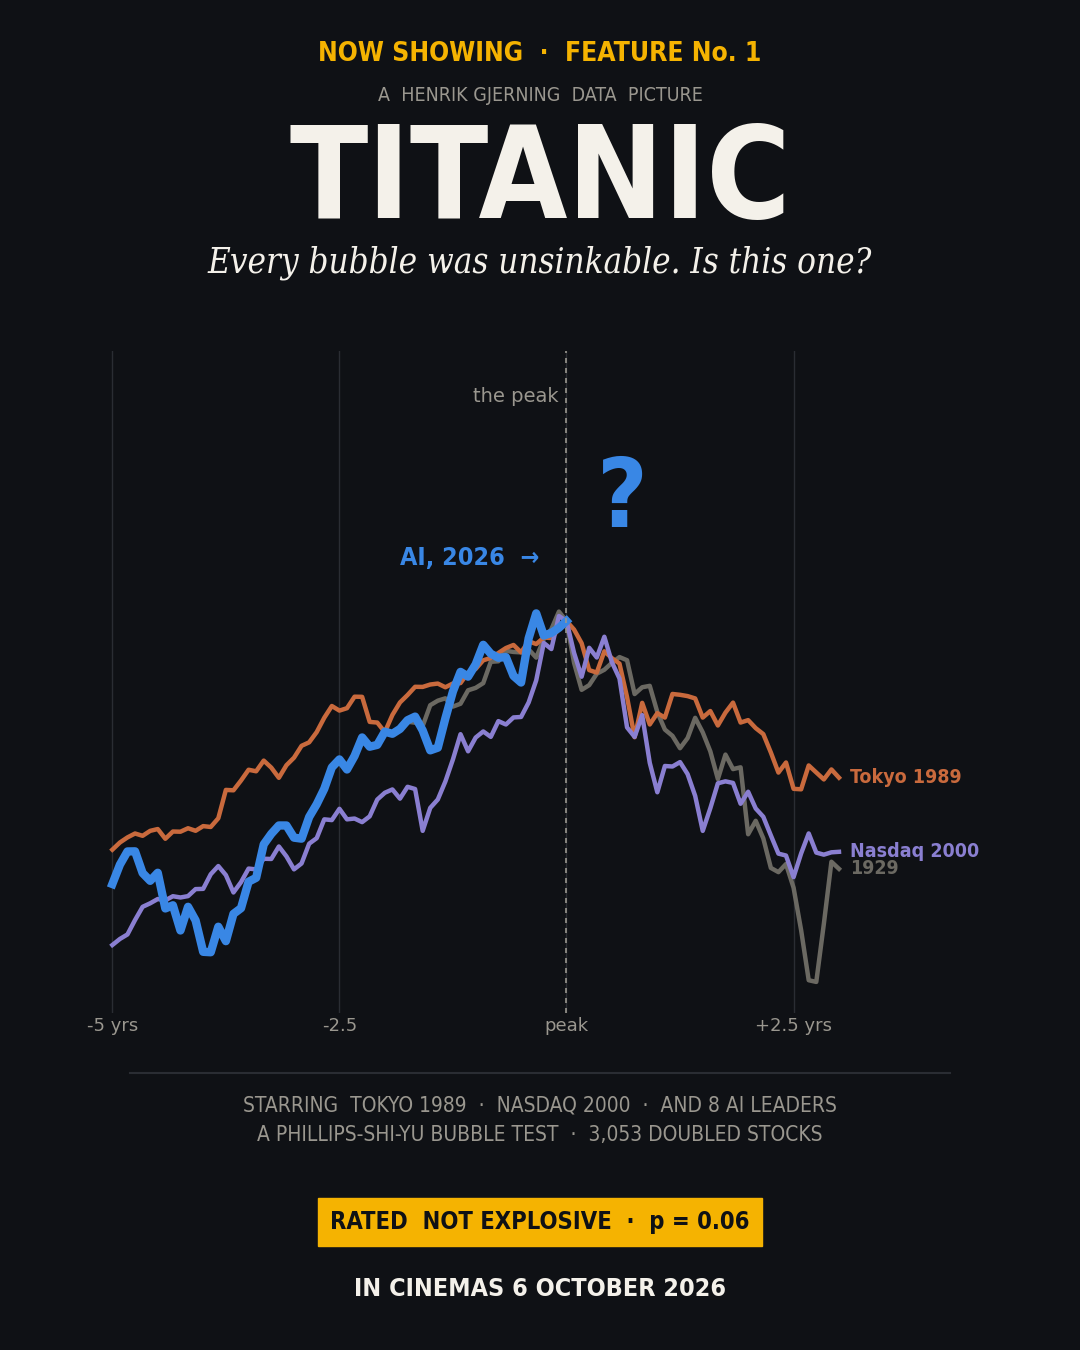 NOW SHOWING · FEATURE No. 1
A HENRIK GJERNING DATA PICTURE
TITANIC
Every bubble was unsinkable. Is this one?
the peak
?
AI, 2026 →
Tokyo 1989
Nasdaq 2000
1929
-5 yrs
-2.5
peak
+2.5 yrs
STARRING TOKYO 1989 · NASDAQ 2000 · AND 8 AI LEADERS
A PHILLIPS-SHI-YU BUBBLE TEST · 3,053 DOUBLED STOCKS
RATED NOT EXPLOSIVE · p = 0.06
IN CINEMAS 6 OCTOBER 2026